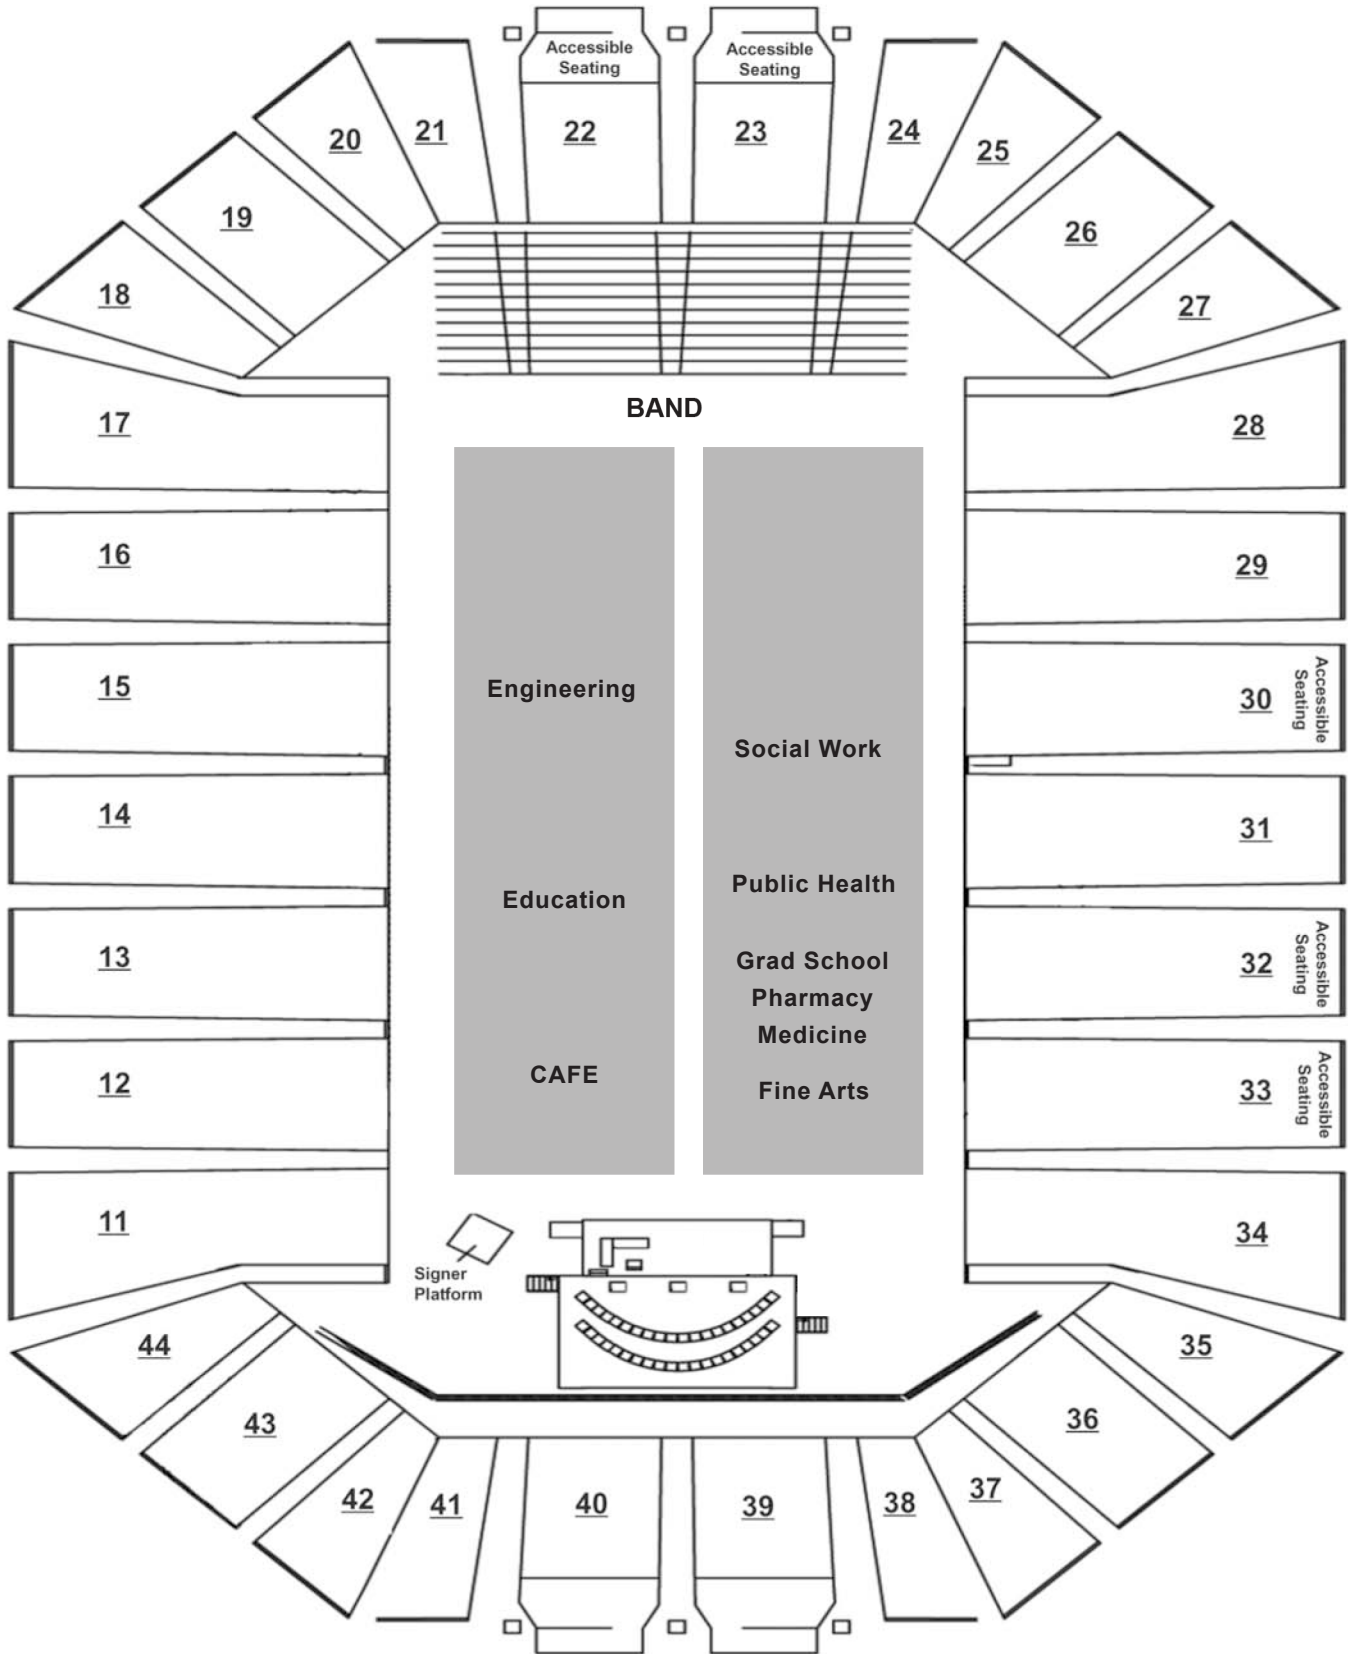 Accessible
Seating
Accessible
Seating
20
21
22
23
24
25
19
26
18
27
BAND
17
28
16
29
15
Engineering
30
Accessible
Seating
Social Work
14
31
Education
Public Health
13
Grad School
32
Accessible
Seating
Pharmacy
Medicine
12
CAFE
Fine Arts
33
Accessible
Seating
11
34
Signer
Platform
44
35
43
36
42
41
40
39
38
37